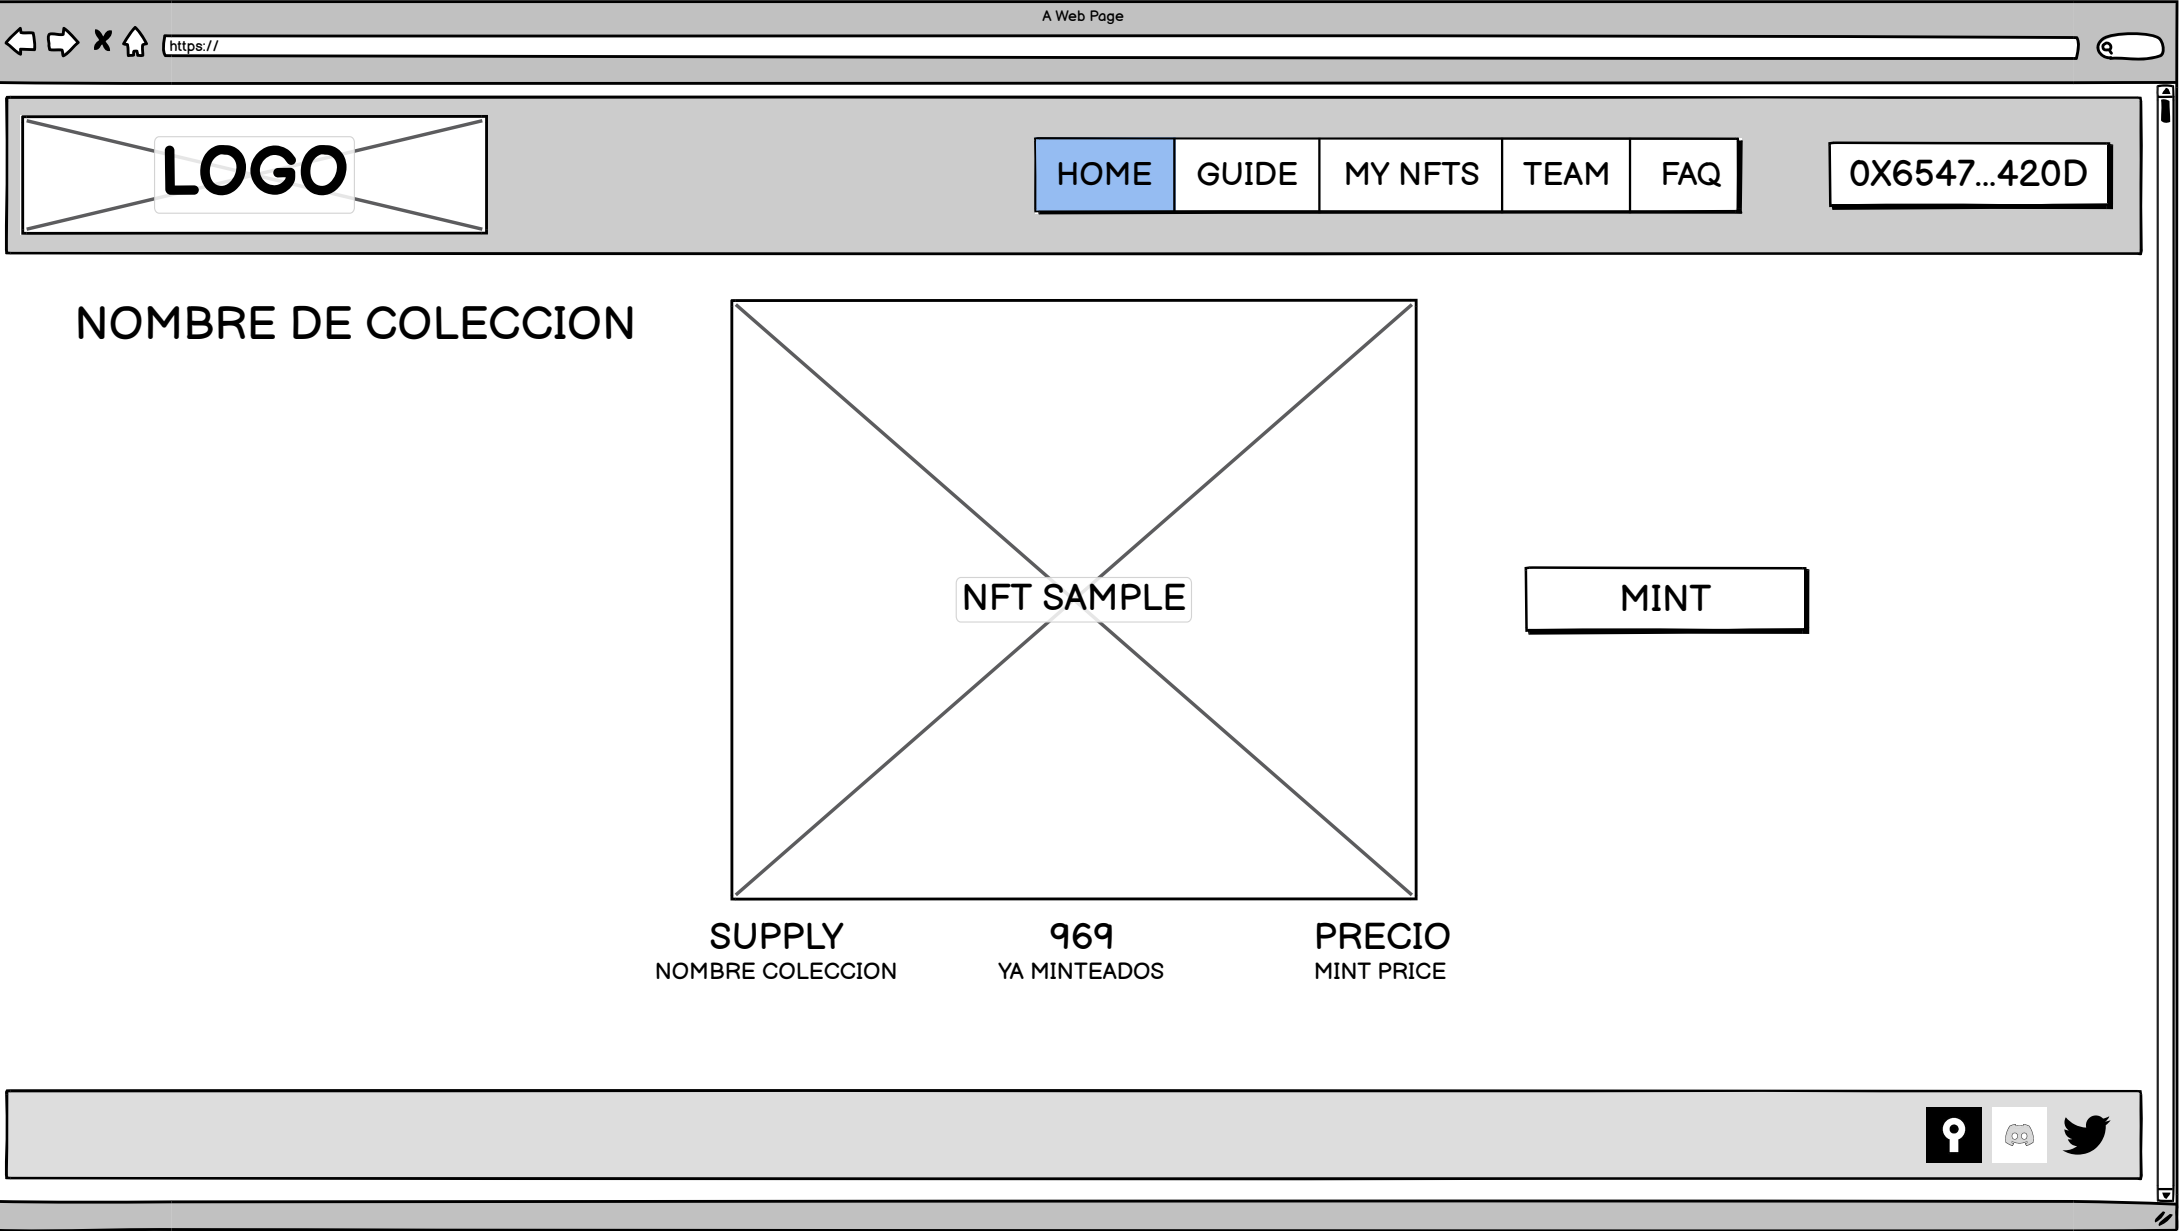 A Web Page
https://
LOGO
HOME GUIDE MY NFTS TEAM FAQ
0X6547...420D
NOMBRE DE COLECCION
NFT SAMPLE
MINT
SUPPLY
NOMBRE COLECCION
969
YA MINTEADOS
PRECIO
MINT PRICE